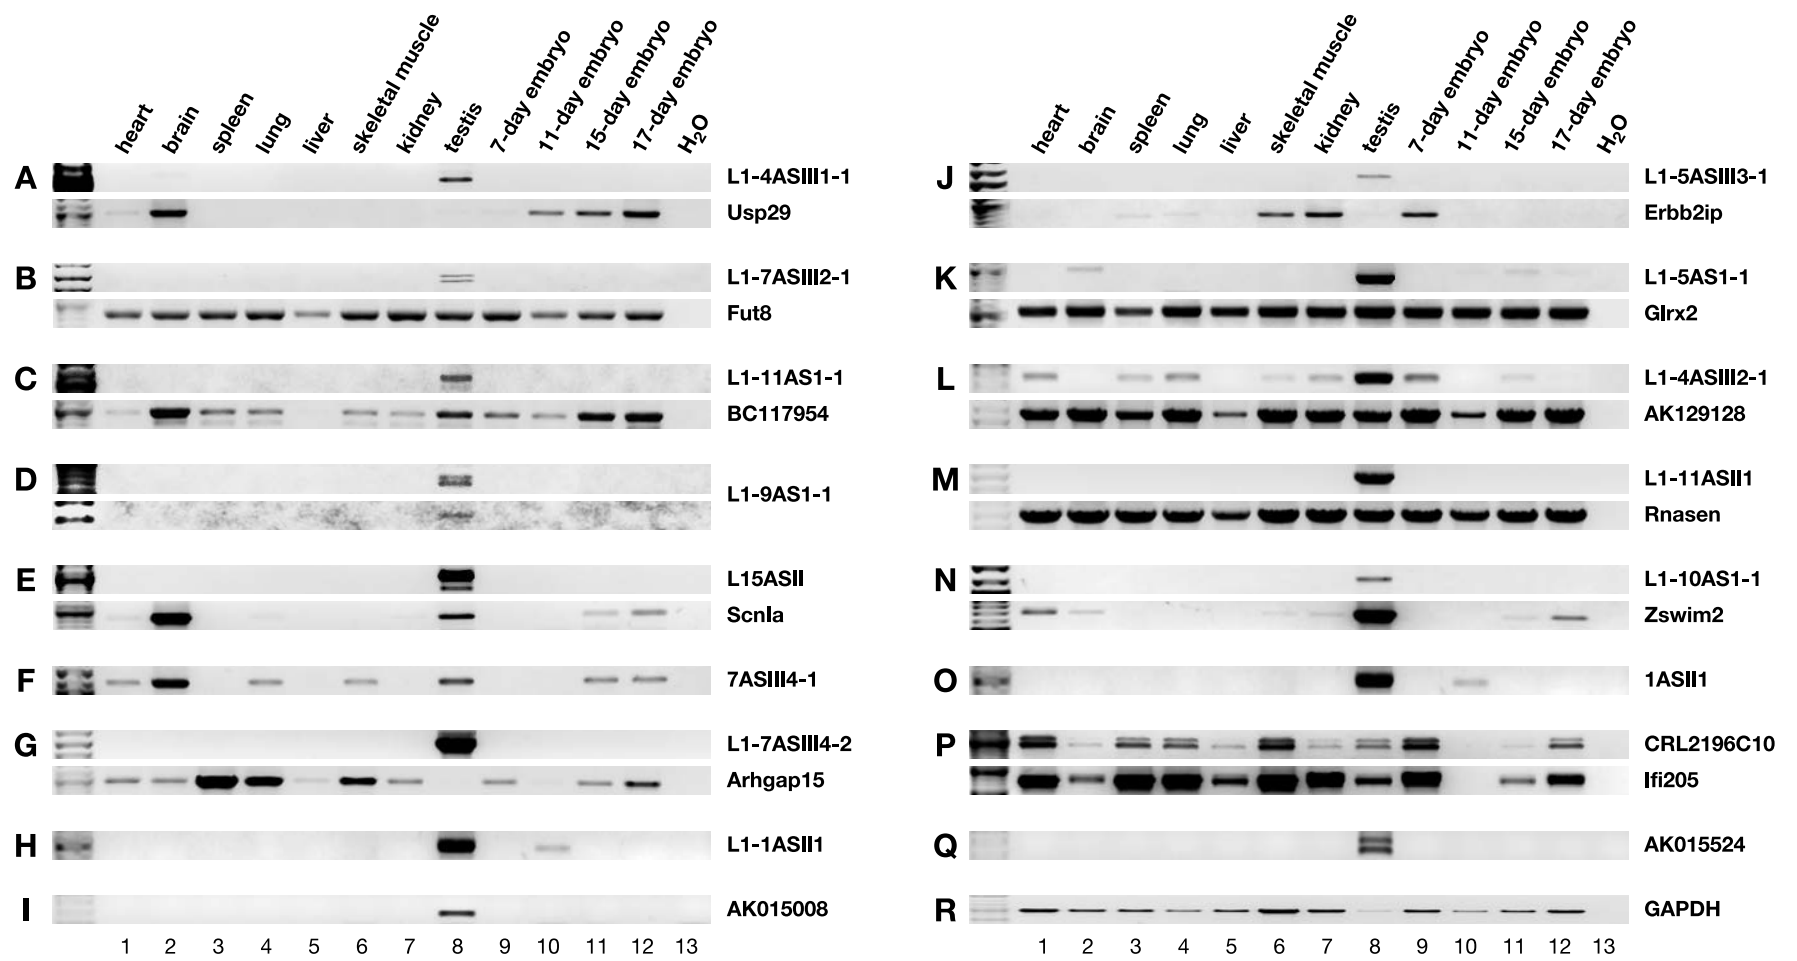 heart brain spleen lung liver skeletal muscle kidney testis 7-day embryo 11-day embryo 15-day embryo 17-day embryo H₂O
A L1-4ASIII1-1
Usp29
B L1-7ASIII2-1
Fut8
C L1-11AS1-1
BC117954
D L1-9AS1-1
E L15ASII
Scnla
F 7ASIII4-1
G L1-7ASIII4-2
Arhgap15
H L1-1ASII1
I AK015008
1 2 3 4 5 6 7 8 9 10 11 12 13
heart brain spleen lung liver skeletal muscle kidney testis 7-day embryo 11-day embryo 15-day embryo 17-day embryo H₂O
J L1-5ASIII3-1
Erbb2ip
K L1-5AS1-1
Glrx2
L L1-4ASIII2-1
AK129128
M L1-11ASII1
Rnasen
N L1-10AS1-1
Zswim2
O 1ASII1
P CRL2196C10
Ifi205
Q AK015524
R GAPDH
1 2 3 4 5 6 7 8 9 10 11 12 13